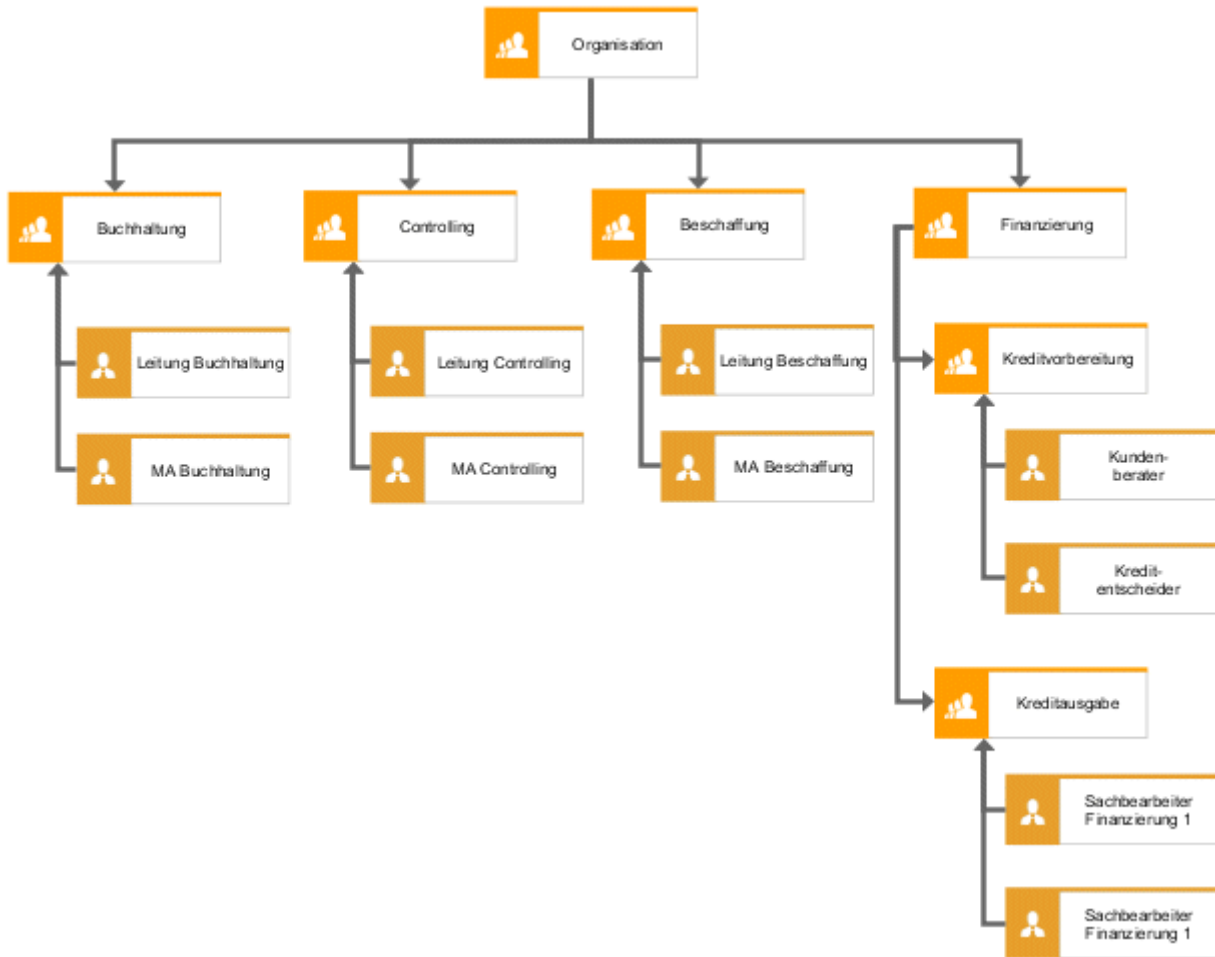 Organisation
Buchhaltung
Controlling
Beschaffung
Finanzierung
Leitung Buchhaltung
Leitung Controlling
Leitung Beschaffung
Kreditvorbereitung
MA Buchhaltung
MA Controlling
MA Beschaffung
Kunden-
berater
Kredit-
entscheider
Kreditausgabe
Sachbearbeiter
Finanzierung 1
Sachbearbeiter
Finanzierung 1